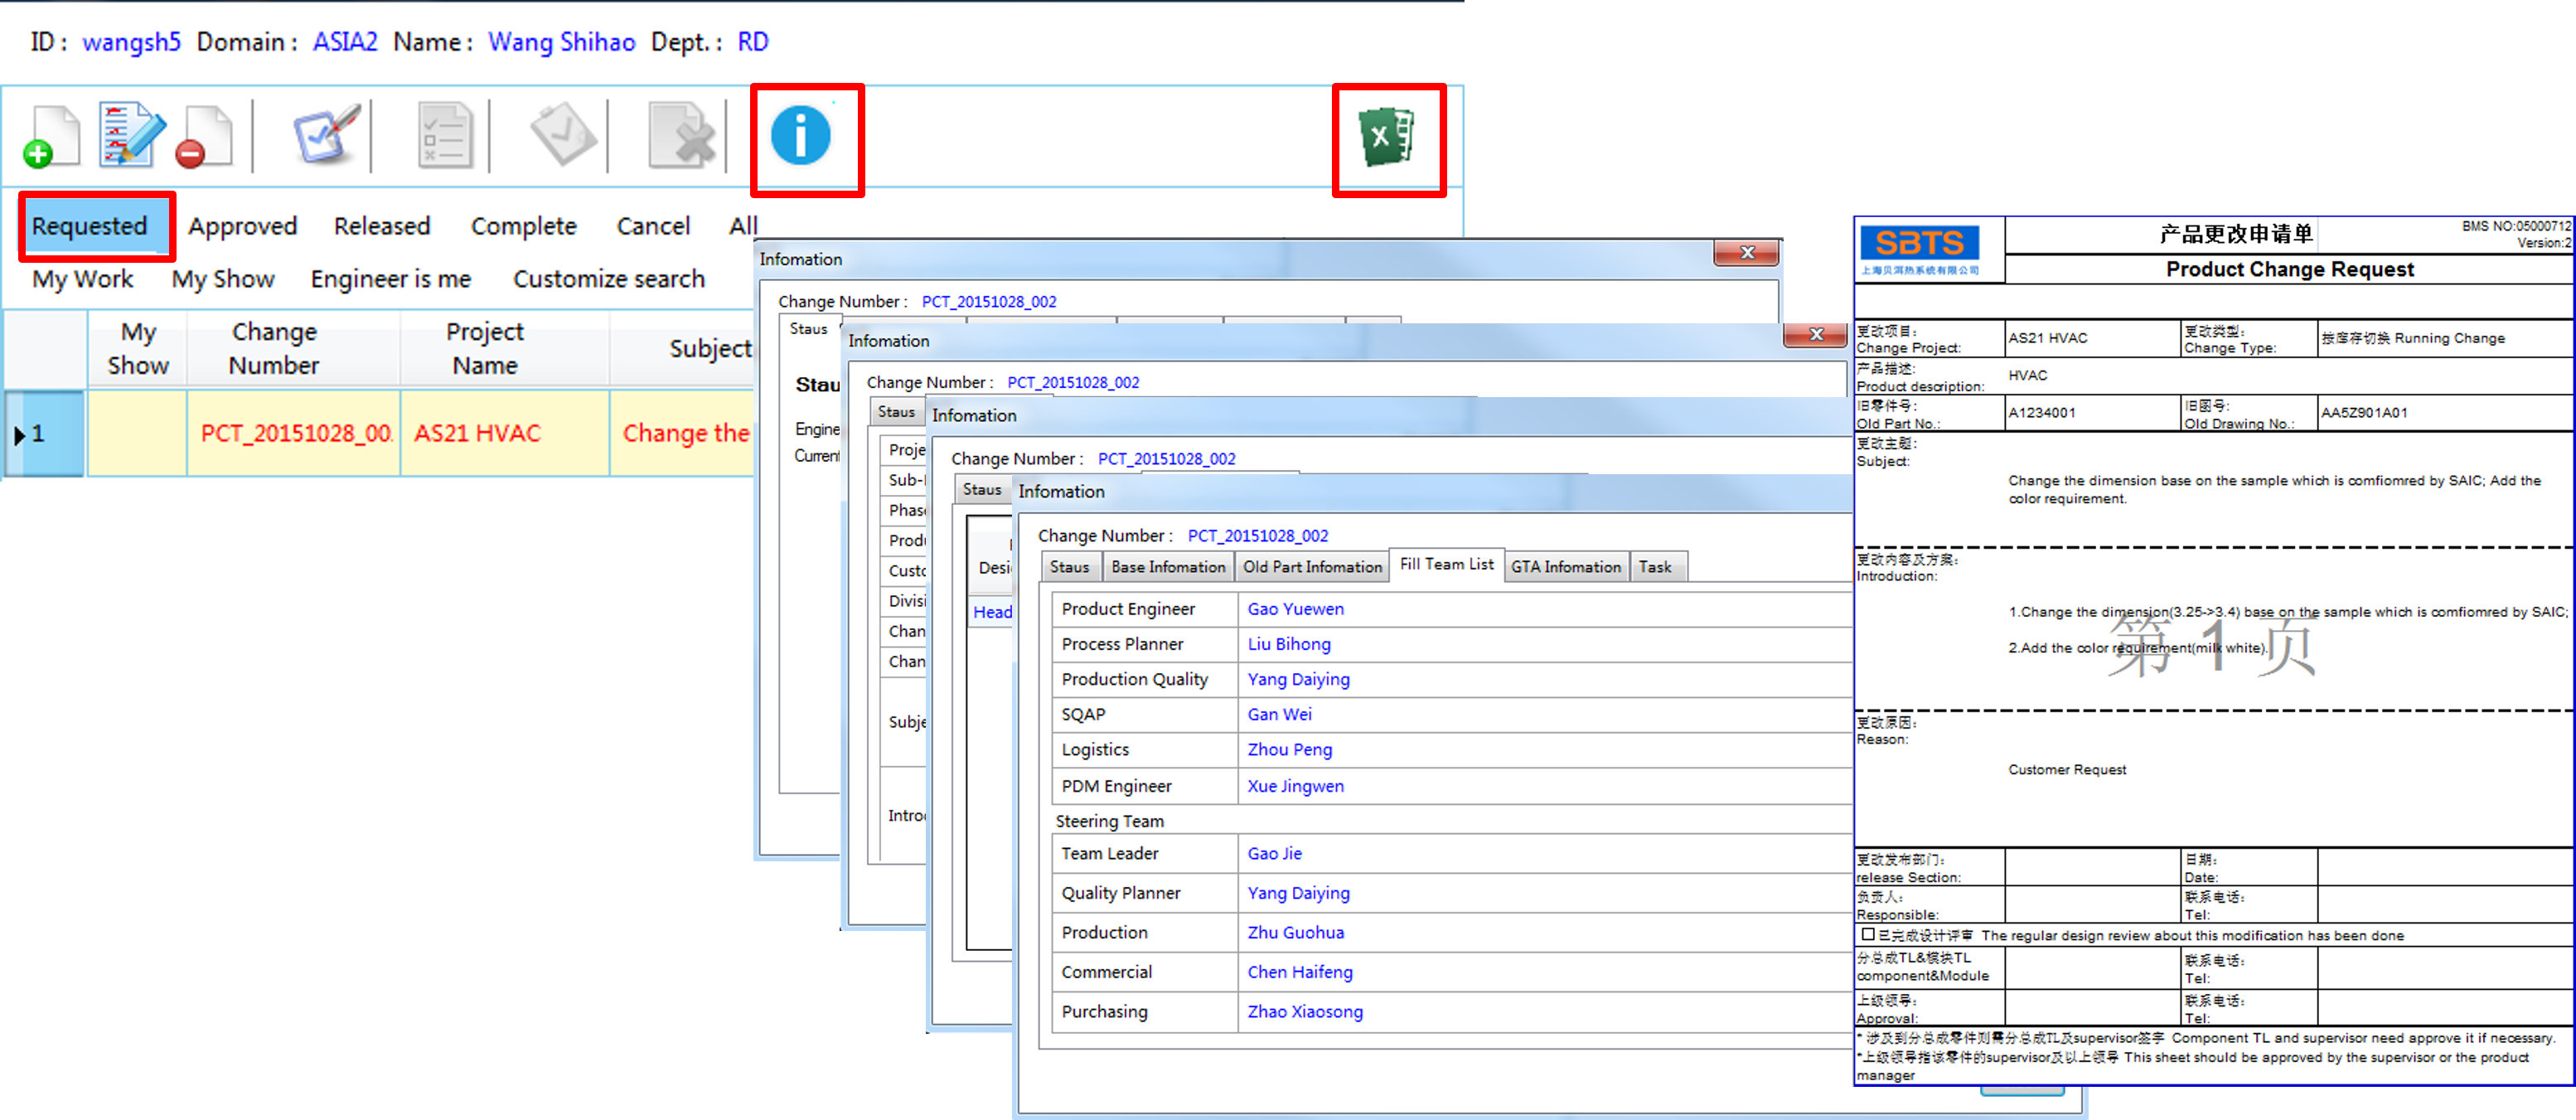 ID : wangsh5 Domain : ASIA2 Name : Wang Shihao Dept. : RD
Requested Approved Released Complete Cancel All
My Work My Show Engineer is me Customize search
My Show Change Number Project Name Subject
1 PCT_20151028_00 AS21 HVAC Change the
Infomation
Change Number : PCT_20151028_002
Staus
Stau
Engine
Current
Infomation
Change Number : PCT_20151028_002
Staus
Proje
Sub-
Phas
Produ
Custo
Divisi
Chan
Chan
Subje
Introd
Infomation
Change Number : PCT_20151028_002
Staus
Desi
Head
Infomation
Change Number : PCT_20151028_002
Staus Base Infomation Old Part Infomation Fill Team List GTA Infomation Task
Product Engineer Gao Yuewen
Process Planner Liu Bihong
Production Quality Yang Daiying
SQAP Gan Wei
Logistics Zhou Peng
PDM Engineer Xue Jingwen
Steering Team
Team Leader Gao Jie
Quality Planner Yang Daiying
Production Zhu Guohua
Commercial Chen Haifeng
Purchasing Zhao Xiaosong
SBTS
上海贝洱热系统有限公司
产品更改申请单
BMS NO:05000712
Version:2
Product Change Request
更改项目:
Change Project:
AS21 HVAC
更改类型:
Change Type:
按库存切换 Running Change
产品描述:
Product description:
HVAC
旧零件号:
Old Part No.:
A1234001
旧图号:
Old Drawing No.:
AA5Z901A01
更改主题:
Subject:
Change the dimension base on the sample which is comfiomred by SAIC; Add the
color requirement.
更改内容及方案:
Introduction:
1.Change the dimension(3.25->3.4) base on the sample which is comfiomred by SAIC;
2.Add the color requirement(milk white).
第 1 页
更改原因:
Reason:
Customer Request
更改发布部门:
release Section:
日期:
Date:
负责人:
Responsible:
联系电话:
Tel:
已完成设计评审 The regular design review about this modification has been done
分总成TL&模块TL
component&Module
联系电话:
Tel:
上级领导:
Approval:
联系电话:
Tel:
* 涉及到分总成零件则需分总成TL及supervisor签字 Component TL and supervisor need approve it if necessary.
*上级领导指该零件的supervisor及以上领导 This sheet should be approved by the supervisor or the product
manager